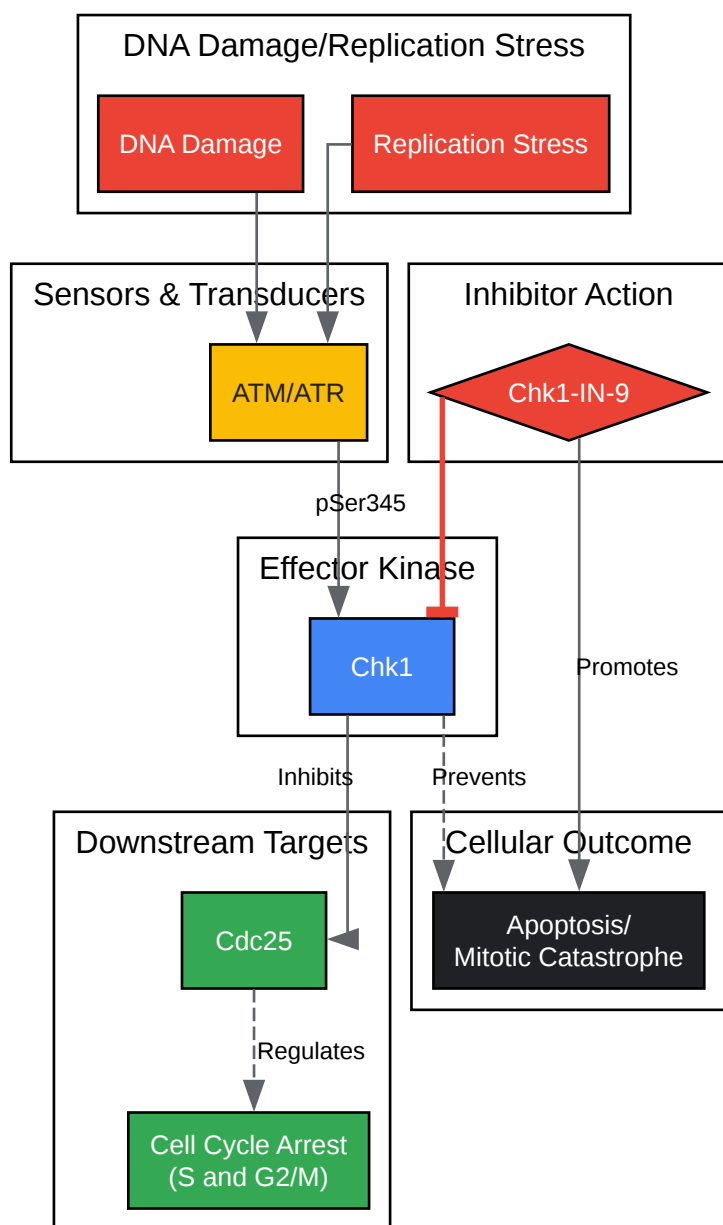 DNA Damage/Replication Stress
DNA Damage
Replication Stress
Sensors & Transducers
Inhibitor Action
ATM/ATR
Chk1-IN-9
pSer345
Effector Kinase
Chk1
Promotes
Inhibits
Prevents
Downstream Targets
Cellular Outcome
Cdc25
Apoptosis/
Mitotic Catastrophe
Regulates
Cell Cycle Arrest
(S and G2/M)